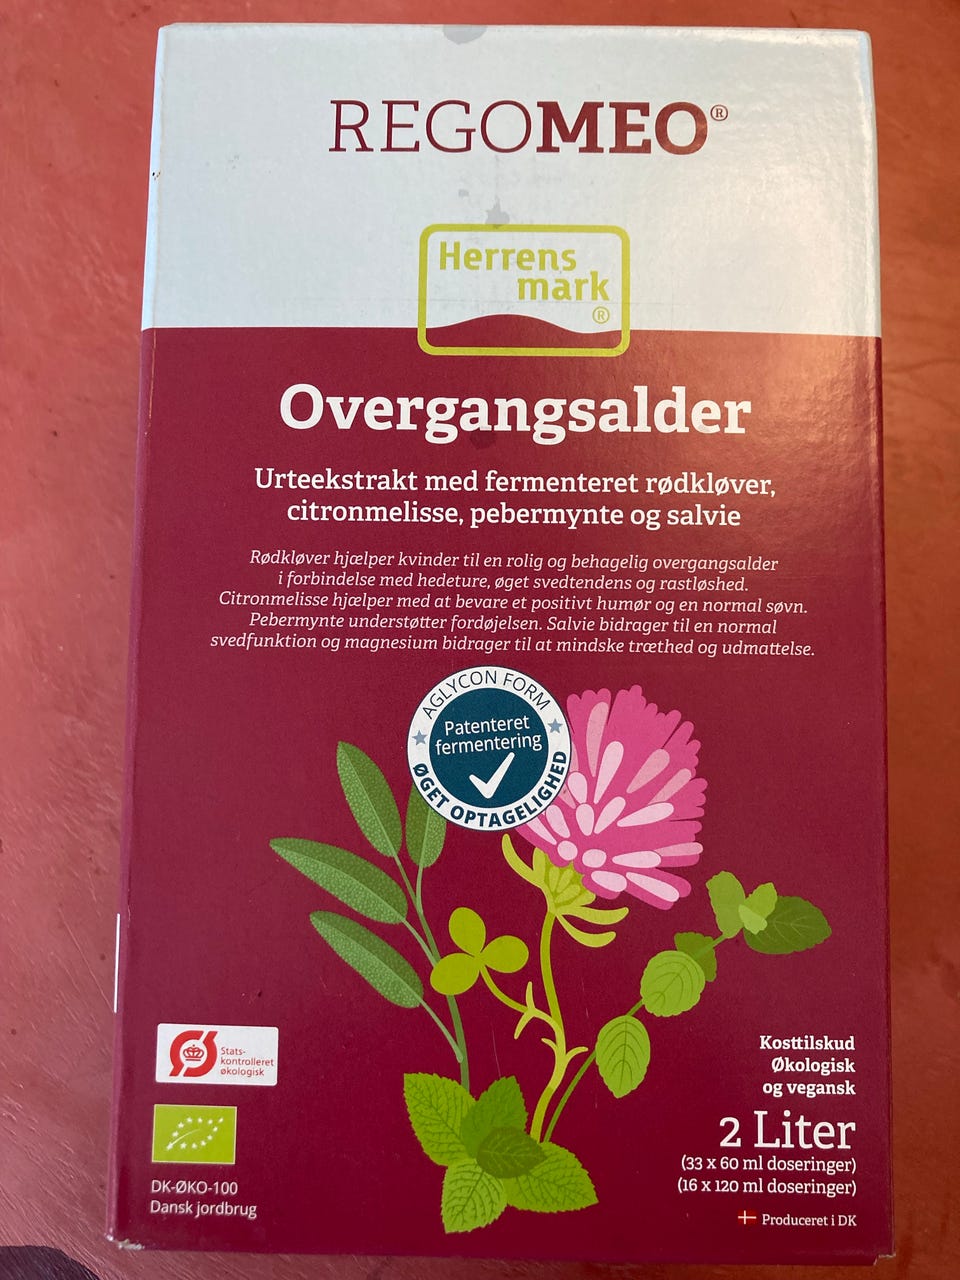 REGOMEO®
Herrens
mark
®
Overgangsalder
Urteekstrakt med fermenteret rødkløver,
citronmelisse, pebermynte og salvie
Rødkløver hjælper kvinder til en rolig og behagelig overgangsalder
i forbindelse med hedeture, øget svedtendens og rastløshed.
Citronmelisse hjælper med at bevare et positivt humør og en normal søvn.
Pebermynte understøtter fordøjelsen. Salvie bidrager til en normal
svedfunktion og magnesium bidrager til at mindske træthed og udmattelse.
AGLYCON FORM
Patenteret
fermentering
ØGET OPTAGELIGHED
Stats-
kontrolleret
økologisk
DK-ØKO-100
Dansk jordbrug
Kosttilskud
Økologisk
og vegansk
2 Liter
(33 x 60 ml doseringer)
(16 x 120 ml doseringer)
Produceret i DK